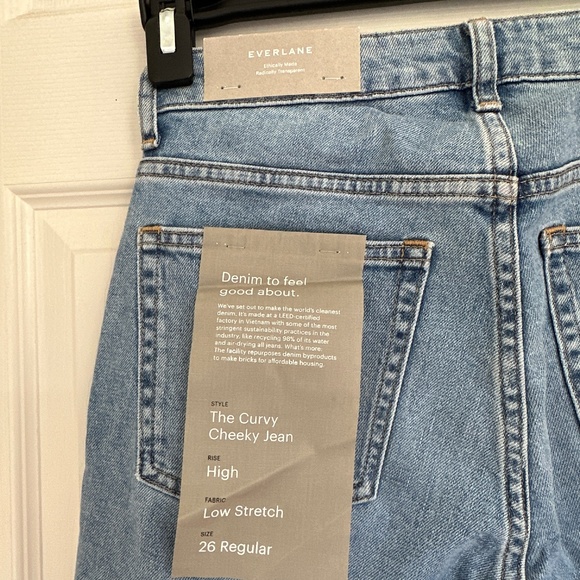 EVERLANE
Ethically Made
Radically Transparent
Denim to feel
good about.
We've set out to make the world's cleanest
denim. It's made at a LEED-certified
factory in Vietnam with some of the most
stringent sustainability practices in the
industry, like recycling 98% of its water
and air-drying all jeans. What's more:
The facility repurposes denim byproducts
to make bricks for affordable housing.
STYLE
The Curvy
Cheeky Jean
RISE
High
FABRIC
Low Stretch
SIZE
26 Regular